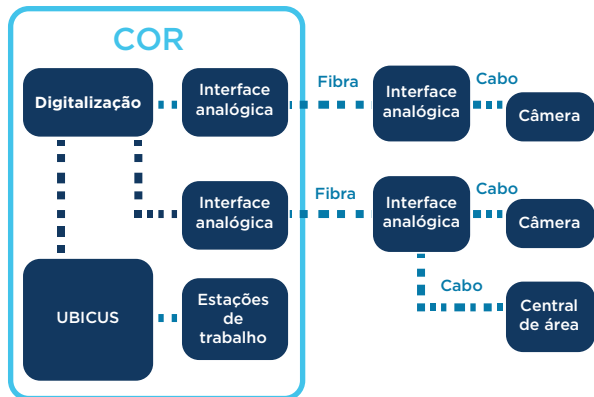 COR
Digitalização
Interface
analógica
Fibra
Interface
analógica
Cabo
Câmera
Interface
analógica
Fibra
Interface
analógica
Cabo
Câmera
UBICUS
Estações
de
trabalho
Cabo
Central
de área